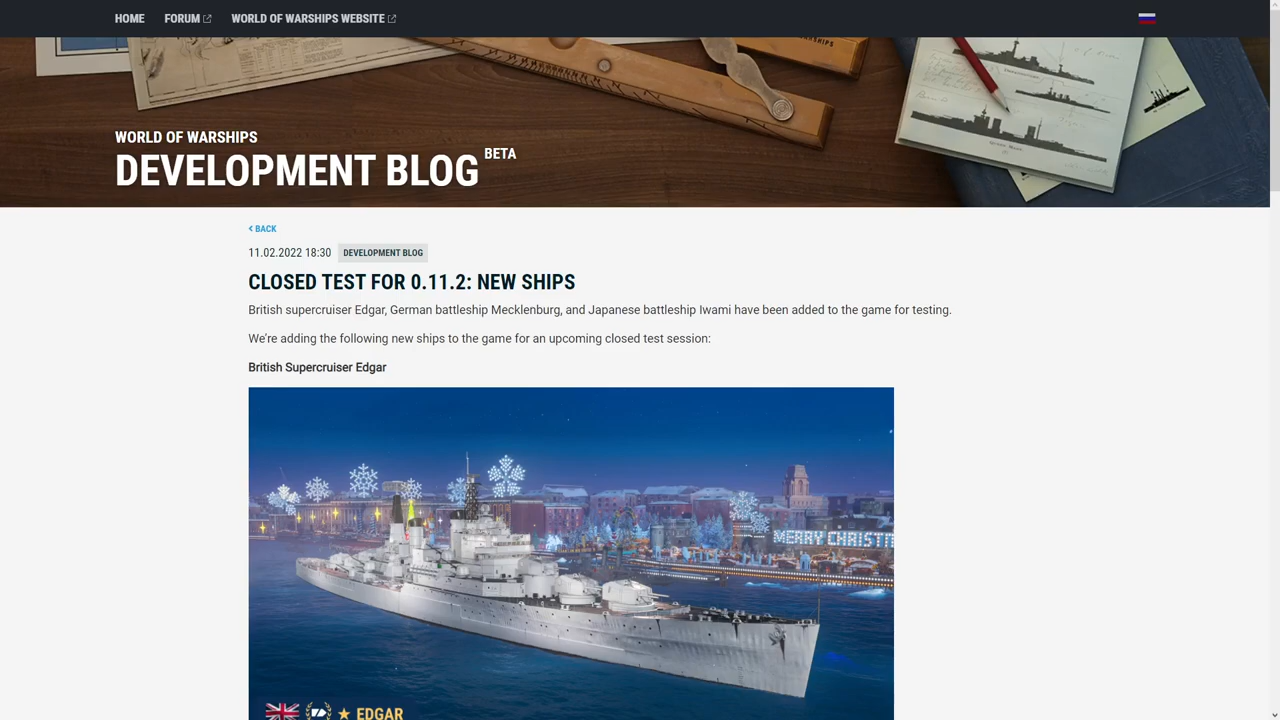 HOME FORUM WORLD OF WARSHIPS WEBSITE
WORLD OF WARSHIPS
DEVELOPMENT BLOG BETA
BACK
11.02.2022 18:30 DEVELOPMENT BLOG
CLOSED TEST FOR 0.11.2: NEW SHIPS
British supercruiser Edgar, German battleship Mecklenburg, and Japanese battleship Iwami have been added to the game for testing.
We're adding the following new ships to the game for an upcoming closed test session:
British Supercruiser Edgar
MERRY CHRISTM
★ EDGAR